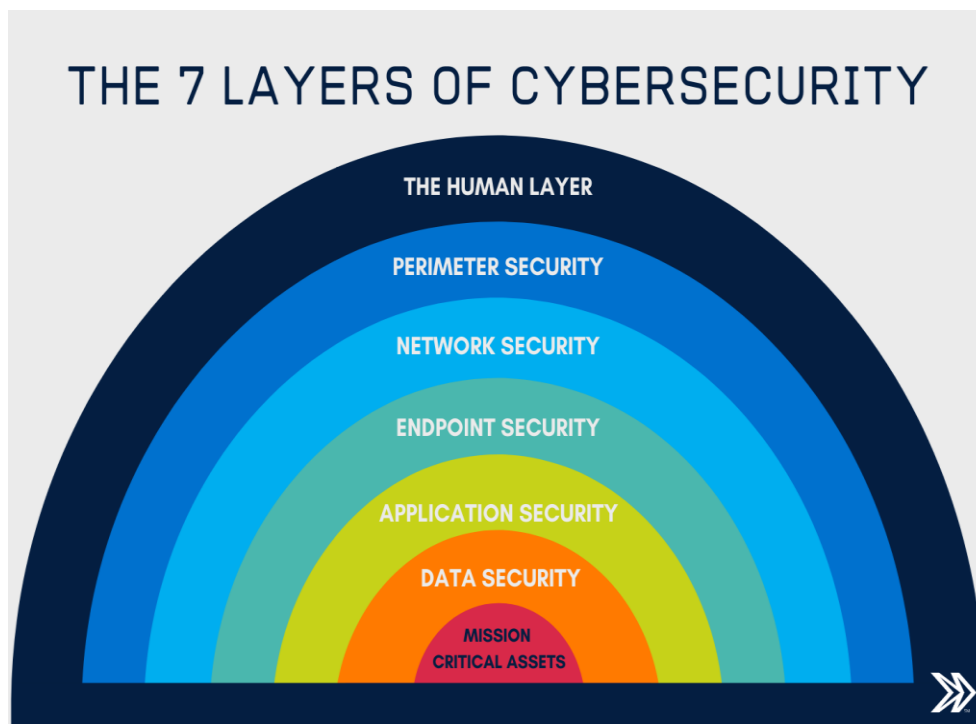 THE 7 LAYERS OF CYBERSECURITY
THE HUMAN LAYER
PERIMETER SECURITY
NETWORK SECURITY
ENDPOINT SECURITY
APPLICATION SECURITY
DATA SECURITY
MISSION
CRITICAL ASSETS